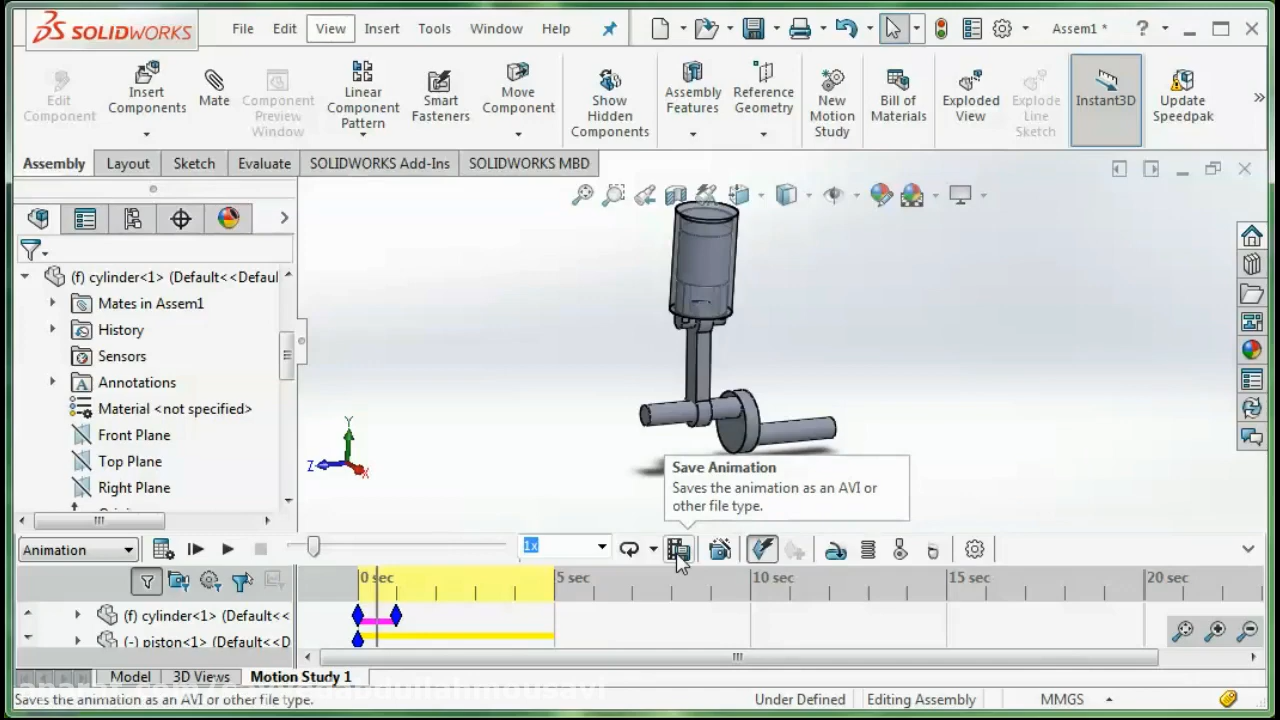 SOLIDWORKS
File Edit View Insert Tools Window Help
Assem1 *
Edit Component
Insert Components
Mate
Component Preview Window
Linear Component Pattern
Smart Fasteners
Move Component
Show Hidden Components
Assembly Features
Reference Geometry
New Motion Study
Bill of Materials
Exploded View
Explode Line Sketch
Instant3D
Update Speedpak
Assembly Layout Sketch Evaluate SOLIDWORKS Add-Ins SOLIDWORKS MBD
(f) cylinder<1> (Default<<Defaul
Mates in Assem1
History
Sensors
Annotations
Material <not specified>
Front Plane
Top Plane
Right Plane
Y
Z
X
Save Animation
Saves the animation as an AVI or
other file type.
Animation
1x
0 sec 5 sec 10 sec 15 sec 20 sec
(f) cylinder<1> (Default<<
(-) piston<1> (Default<<D
Model 3D Views Motion Study 1
Saves the animation as an AVI or other file type.
Under Defined Editing Assembly MMGS